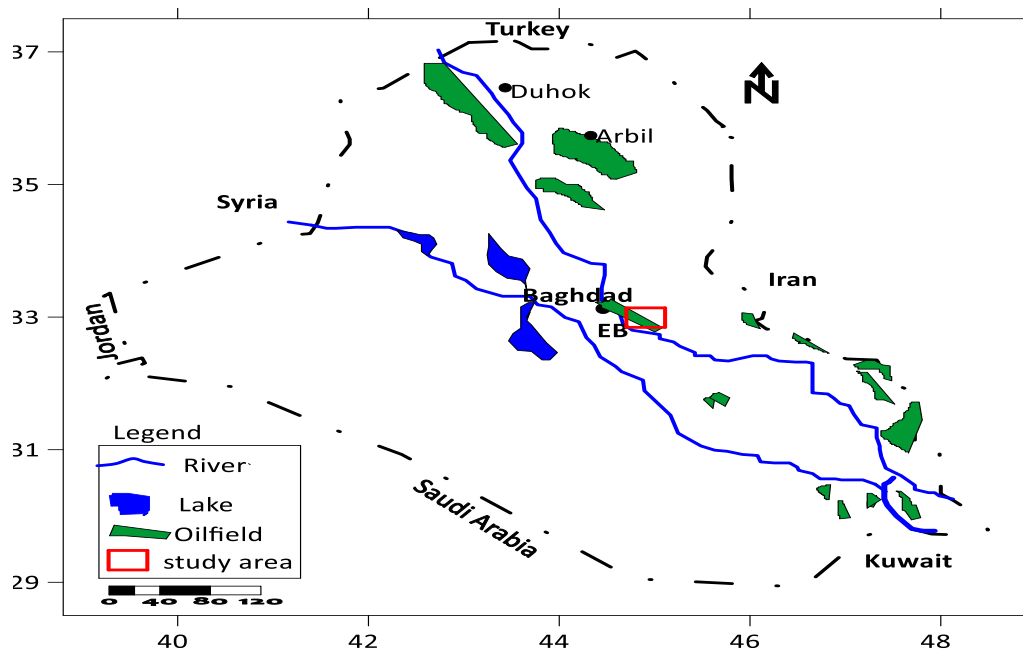 Turkey
37
N
Duhok
Arbil
35
Syria
Iran
Baghdad
33
EB
Jordan
Legend
31
River
Saudi Arabia
Lake
Oilfield
study area
Kuwait
29
0 40 80 120
40 42 44 46 48